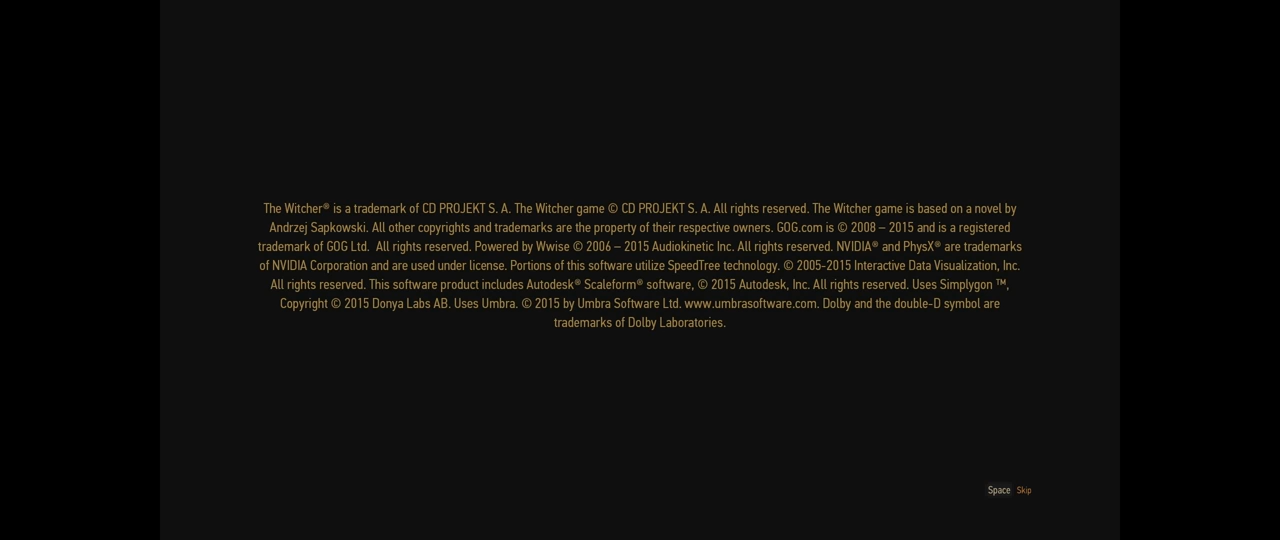 The Witcher® is a trademark of CD PROJEKT S. A. The Witcher game © CD PROJEKT S. A. All rights reserved. The Witcher game is based on a novel by
Andrzej Sapkowski. All other copyrights and trademarks are the property of their respective owners. GOG.com is © 2008 – 2015 and is a registered
trademark of GOG Ltd.  All rights reserved. Powered by Wwise © 2006 – 2015 Audiokinetic Inc. All rights reserved. NVIDIA® and PhysX® are trademarks
of NVIDIA Corporation and are used under license. Portions of this software utilize SpeedTree technology. © 2005-2015 Interactive Data Visualization, Inc.
All rights reserved. This software product includes Autodesk® Scaleform® software, © 2015 Autodesk, Inc. All rights reserved. Uses Simplygon ™,
Copyright © 2015 Donya Labs AB. Uses Umbra. © 2015 by Umbra Software Ltd. www.umbrasoftware.com. Dolby and the double-D symbol are
trademarks of Dolby Laboratories.
Space Skip